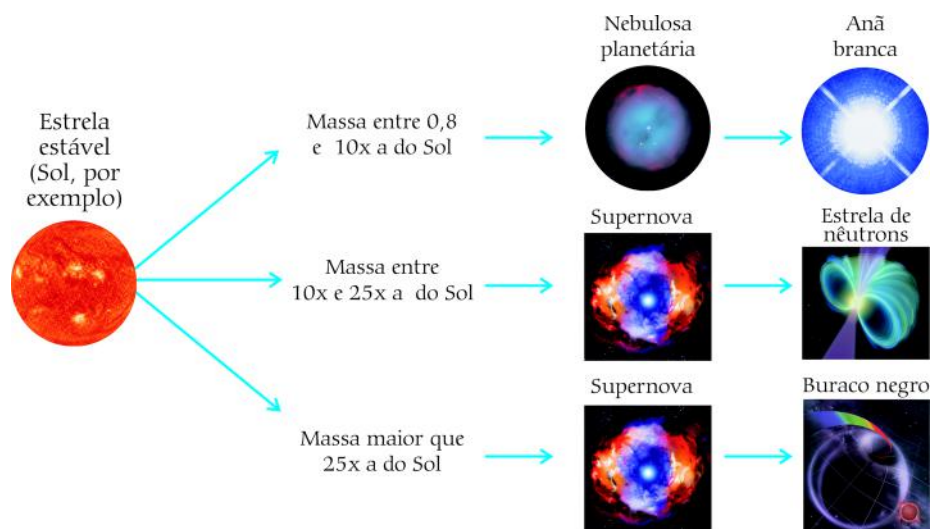 Estrela
estável
(Sol, por
exemplo)
Massa entre 0,8
e 10x a do Sol
Nebulosa
planetária
Anã
branca
Massa entre
10x e 25x a do Sol
Supernova
Estrela de
nêutrons
Massa maior que
25x a do Sol
Supernova
Buraco negro